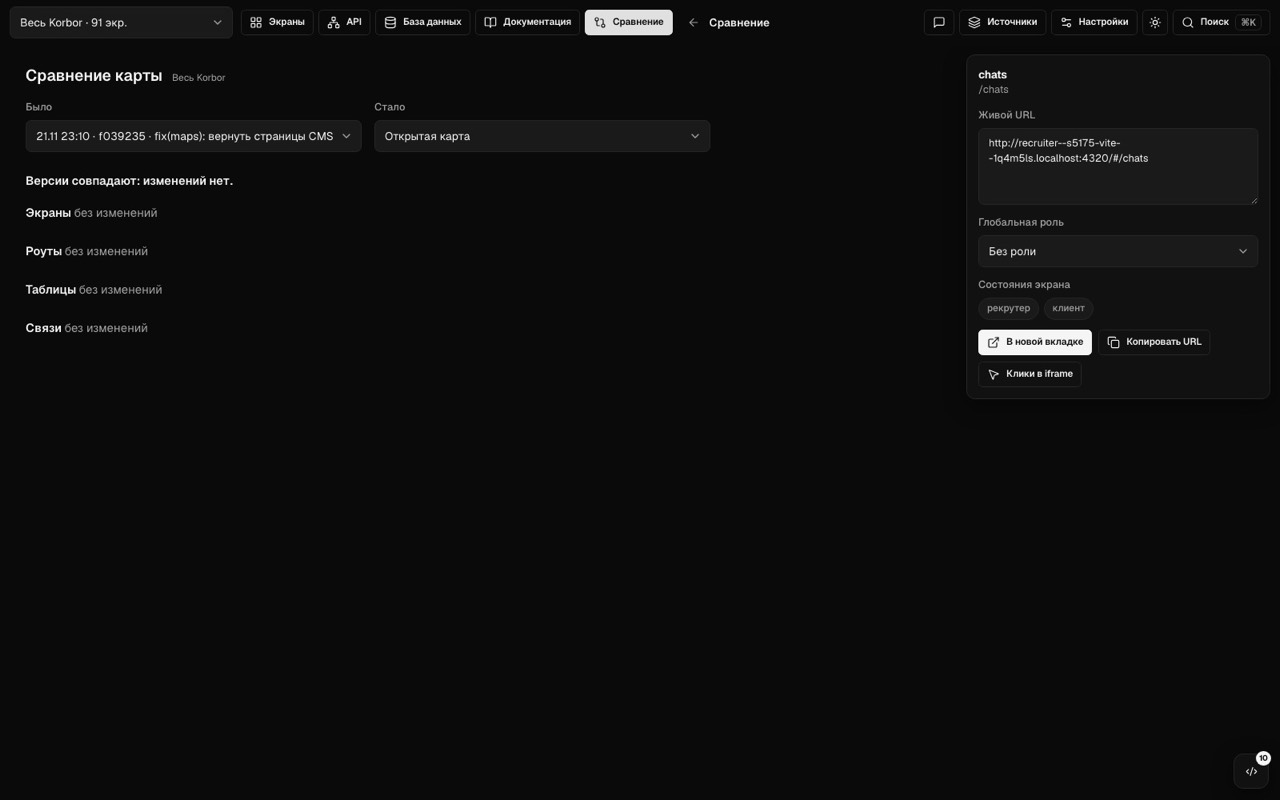 Весь Korbor · 91 экр.
Экраны
API
База данных
Документация
Сравнение
Сравнение
Источники
Настройки
Поиск
⌘K
Сравнение карты
Весь Korbor
Было
Стало
21.11 23:10 · f039235 · fix(maps): вернуть страницы CMS
Открытая карта
Версии совпадают: изменений нет.
Экраны без изменений
Роуты без изменений
Таблицы без изменений
Связи без изменений
chats
/chats
Живой URL
http://recruiter--s5175-vite-
-1q4m5ls.localhost:4320/#/chats
Глобальная роль
Без роли
Состояния экрана
рекрутер
клиент
В новой вкладке
Копировать URL
Клики в iframe
10